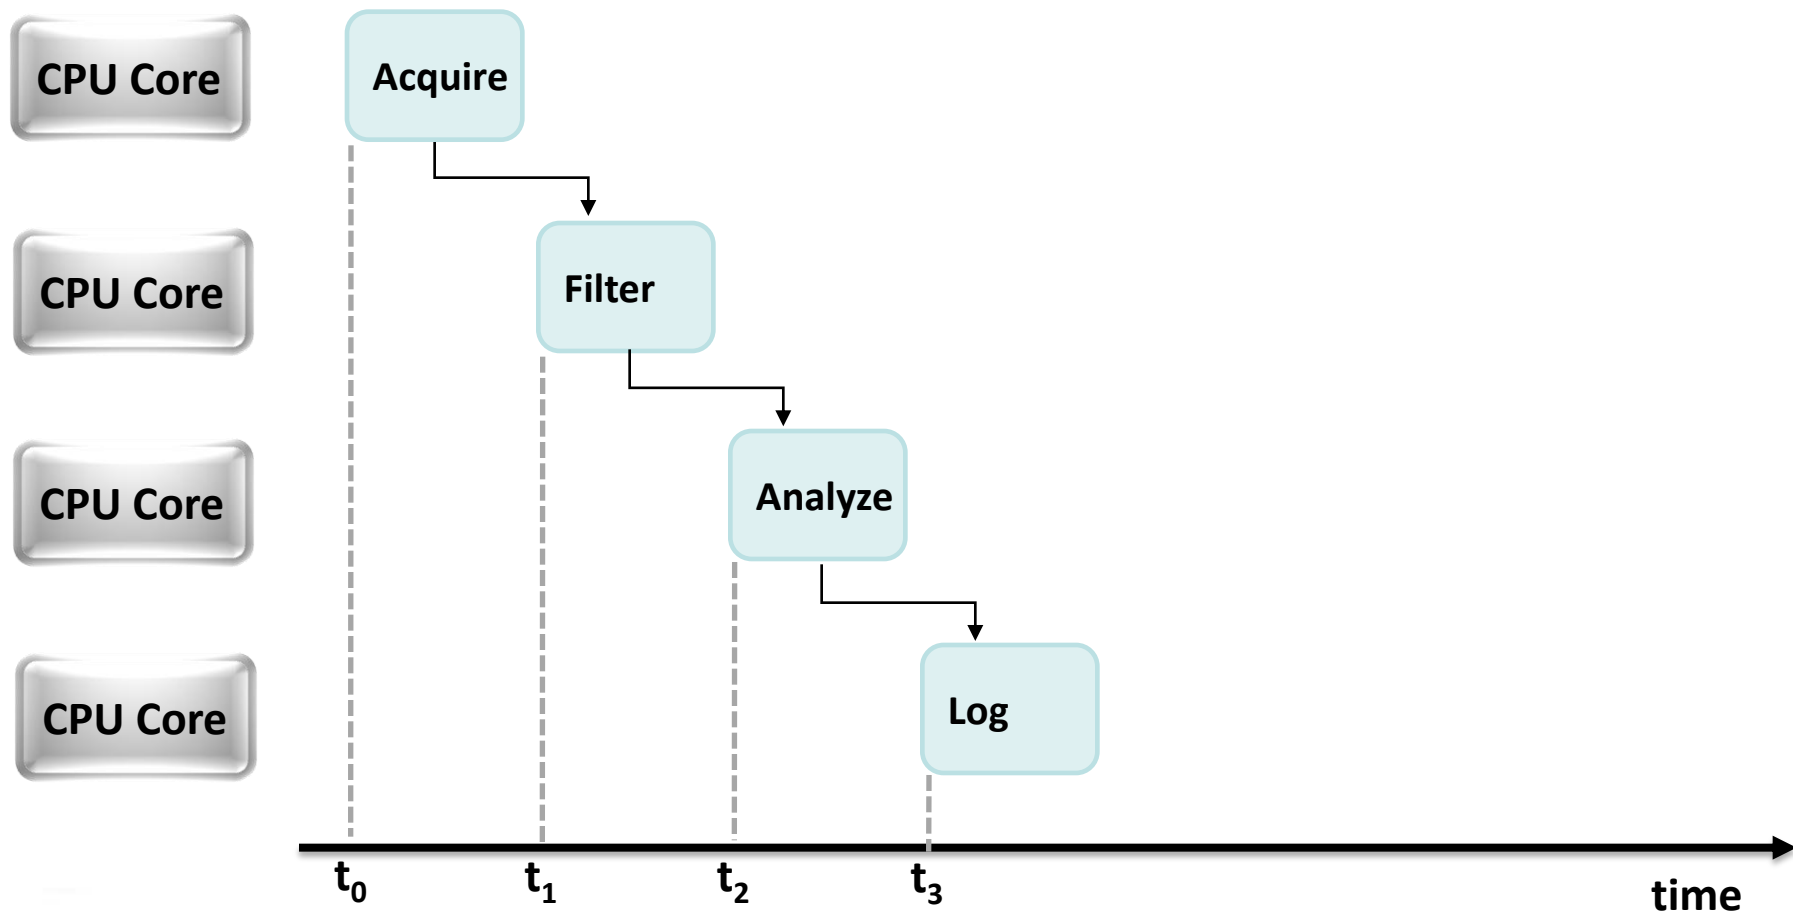 CPU Core
Acquire
CPU Core
Filter
CPU Core
Analyze
CPU Core
Log
t₀
t₁
t₂
t₃
time